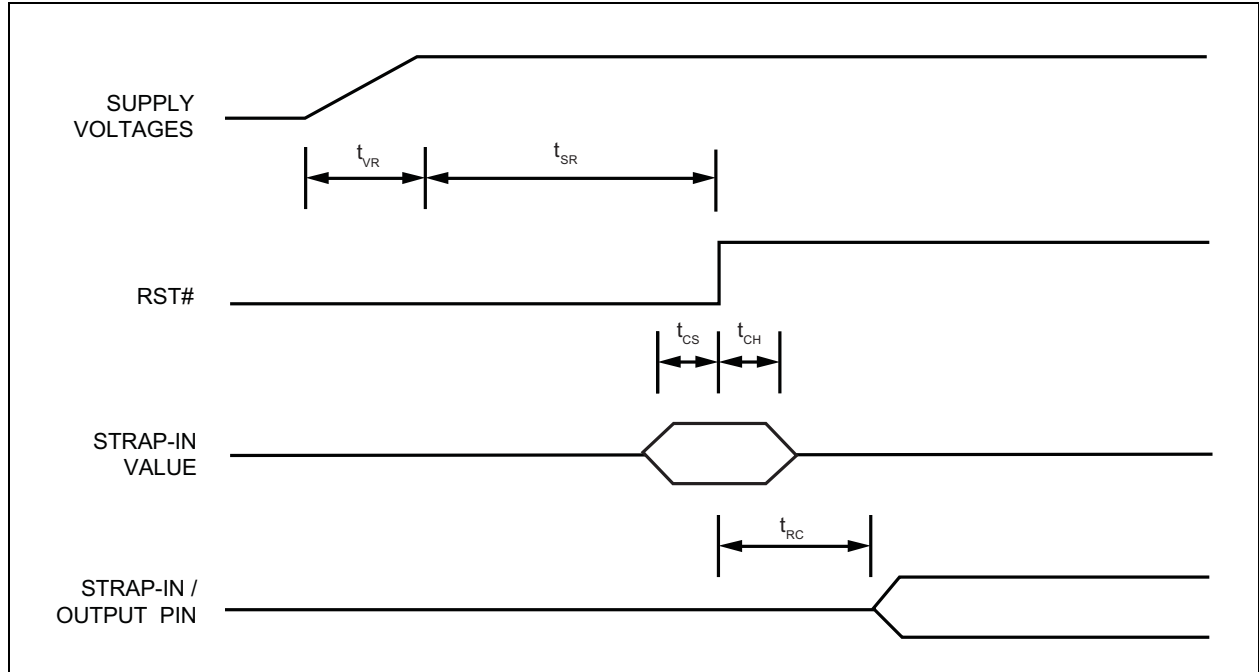 SUPPLY
VOLTAGES
tVR
tSR
RST#
tCS
tCH
STRAP-IN
VALUE
tRC
STRAP-IN /
OUTPUT PIN